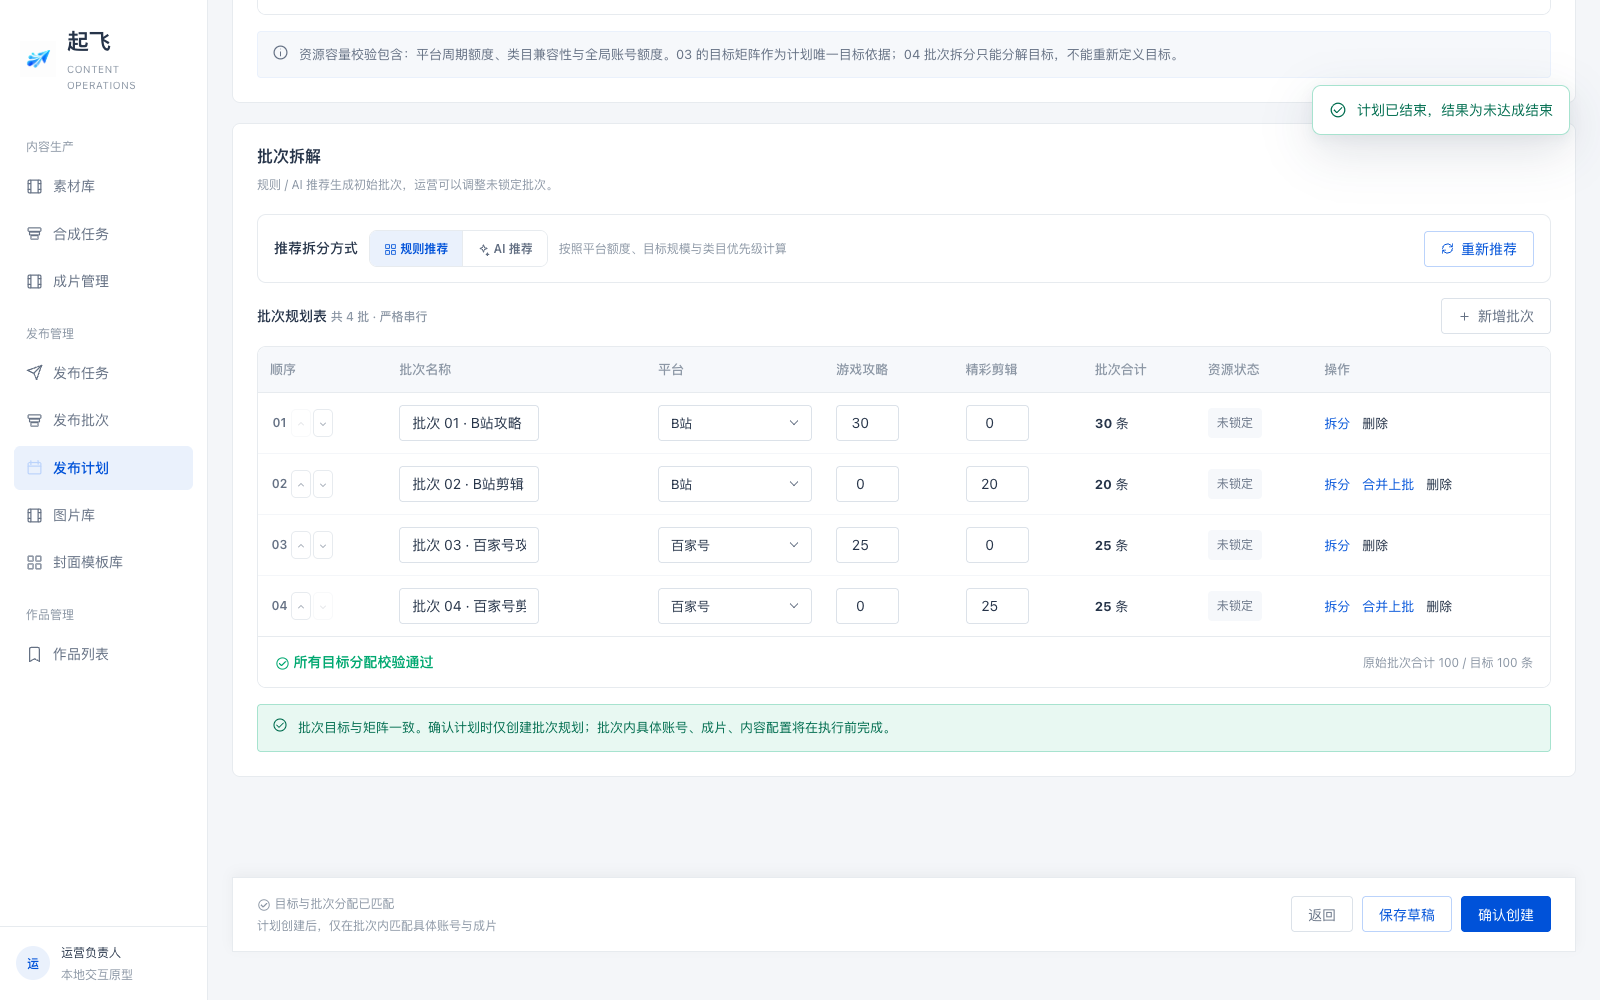 起飞
CONTENT
OPERATIONS
内容生产
素材库
合成任务
成片管理
发布管理
发布任务
发布批次
发布计划
图片库
封面模板库
作品管理
作品列表
运
运营负责人
本地交互原型
资源容量校验包含：平台周期额度、类目兼容性与全局账号额度。03 的目标矩阵作为计划唯一目标依据；04 批次拆分只能分解目标，不能重新定义目标。
计划已结束，结果为未达成结束
批次拆解
规则 / AI 推荐生成初始批次，运营可以调整未锁定批次。
推荐拆分方式 规则推荐 AI 推荐 按照平台额度、目标规模与类目优先级计算 重新推荐
批次规划表 共 4 批 · 严格串行 新增批次
顺序 批次名称 平台 游戏攻略 精彩剪辑 批次合计 资源状态 操作
01 批次 01 · B站攻略 B站 30 0 30 条 未锁定 拆分 删除
02 批次 02 · B站剪辑 B站 0 20 20 条 未锁定 拆分 合并上批 删除
03 批次 03 · 百家号攻 百家号 25 0 25 条 未锁定 拆分 删除
04 批次 04 · 百家号剪 百家号 0 25 25 条 未锁定 拆分 合并上批 删除
所有目标分配校验通过 原始批次合计 100 / 目标 100 条
批次目标与矩阵一致。确认计划时仅创建批次规划；批次内具体账号、成片、内容配置将在执行前完成。
目标与批次分配已匹配
计划创建后，仅在批次内匹配具体账号与成片
返回 保存草稿 确认创建